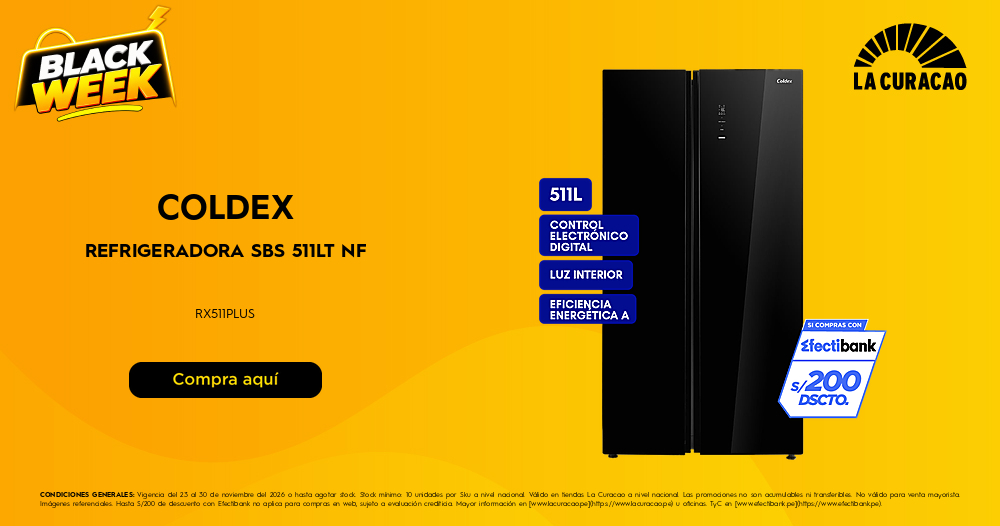 BLACK
WEEK
LA CURACAO
COLDEX
REFRIGERADORA SBS 511LT NF
RX511PLUS
Compra aquí
Coldex
511L
CONTROL
ELECTRÓNICO
DIGITAL
LUZ INTERIOR
EFICIENCIA
ENERGÉTICA A
SI COMPRAS CON
Efectibank
S/200
DSCTO.
CONDICIONES GENERALES: Vigencia del 23 al 30 de noviembre del 2026 o hasta agotar stock. Stock mínimo: 10 unidades por Sku a nivel nacional. Válido en tiendas La Curacao a nivel nacional. Las promociones no son acumulables ni transferibles. No válido para venta mayorista.
Imágenes referenciales. Hasta S/200 de descuento con Efectibank no aplica para compras en web, sujeto a evaluación crediticia. Mayor información en [www.lacuracao.pe](https://www.lacuracao.pe) u oficinas. TyC en [www.efectibank.pe](https://www.efectibank.pe).